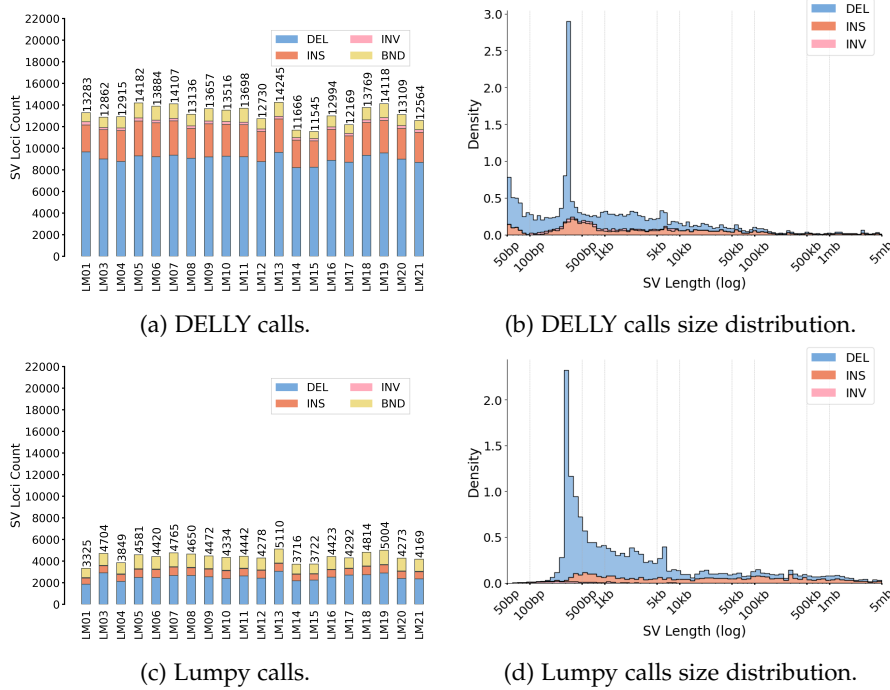 22000
20000
18000
16000
14000
12000
10000
8000
6000
4000
2000
0
SV Loci Count
DEL INV
INS BND
13283 12862 12915 14182 13884 14107 13136 13657 13516 13698 12730 14245 11666 11545 12994 12169 13769 14118 13109 12564
LM01 LM03 LM04 LM05 LM06 LM07 LM08 LM09 LM10 LM11 LM12 LM13 LM14 LM15 LM16 LM17 LM18 LM19 LM20 LM21
(a) DELLY calls.
3.0
2.5
2.0
1.5
1.0
0.5
0.0
Density
DEL
INS
INV
50bp 100bp 500bp 1kb 5kb 10kb 50kb 100kb 500kb 1mb 5mb
SV Length (log)
(b) DELLY calls size distribution.
22000
20000
18000
16000
14000
12000
10000
8000
6000
4000
2000
0
SV Loci Count
DEL INV
INS BND
3325 4704 3849 4581 4420 4765 4650 4472 4334 4442 4278 5110 3716 3722 4423 4292 4814 5004 4273 4169
LM01 LM03 LM04 LM05 LM06 LM07 LM08 LM09 LM10 LM11 LM12 LM13 LM14 LM15 LM16 LM17 LM18 LM19 LM20 LM21
(c) Lumpy calls.
2.0
1.5
1.0
0.5
0.0
Density
DEL
INS
INV
50bp 100bp 500bp 1kb 5kb 10kb 50kb 100kb 500kb 1mb 5mb
SV Length (log)
(d) Lumpy calls size distribution.